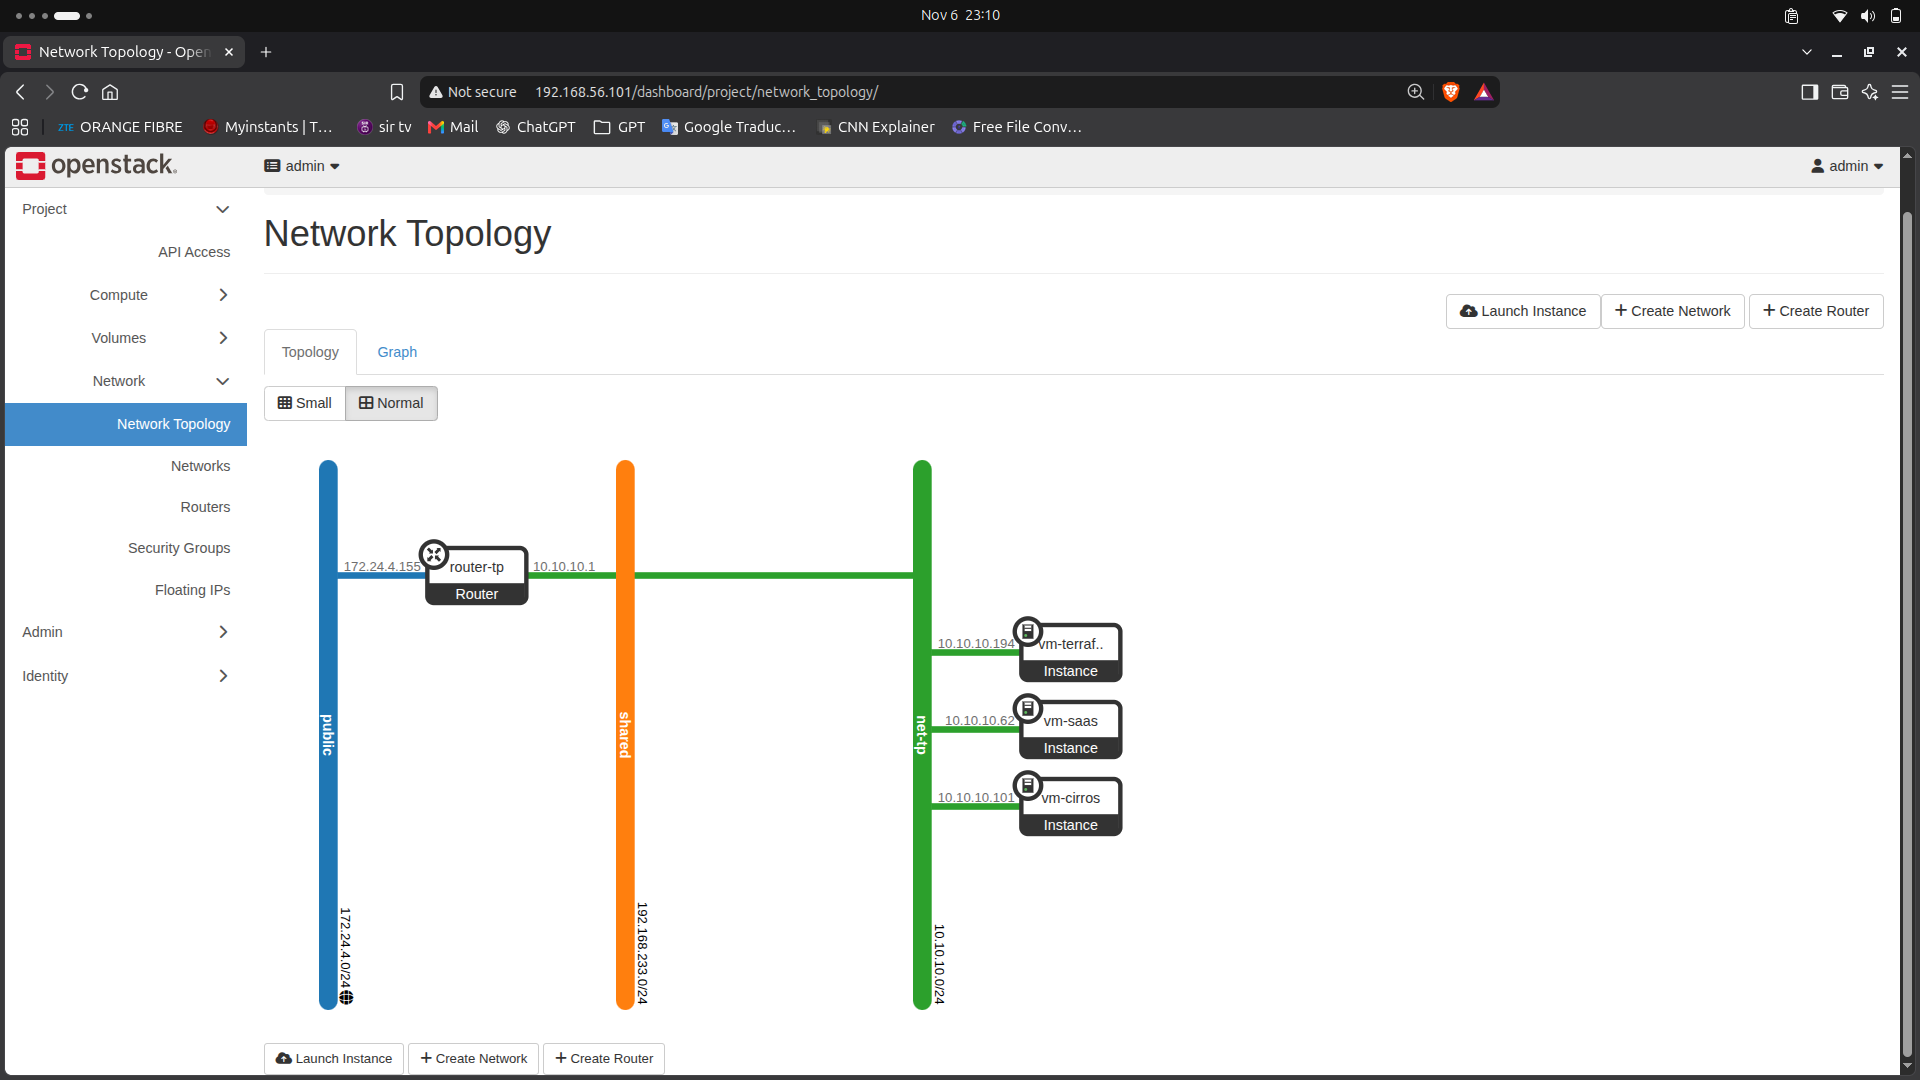 Nov 6 23:10
Network Topology - Open
Not secure 192.168.56.101/dashboard/project/network_topology/
ZTE ORANGE FIBRE Myinstants | T… sir tv Mail ChatGPT GPT Google Traduc… CNN Explainer Free File Conv…
openstack. admin admin
Project
API Access
Compute
Volumes
Network
Network Topology
Networks
Routers
Security Groups
Floating IPs
Admin
Identity
Network Topology
Launch Instance Create Network Create Router
Topology Graph
Small Normal
172.24.4.155 router-tp 10.10.10.1
Router
10.10.10.194 vm-terraf..
Instance
10.10.10.62 vm-saas
Instance
10.10.10.101 vm-cirros
Instance
public
172.24.4.0/24
shared
192.168.233.0/24
net-tp
10.10.10.0/24
Launch Instance Create Network Create Router